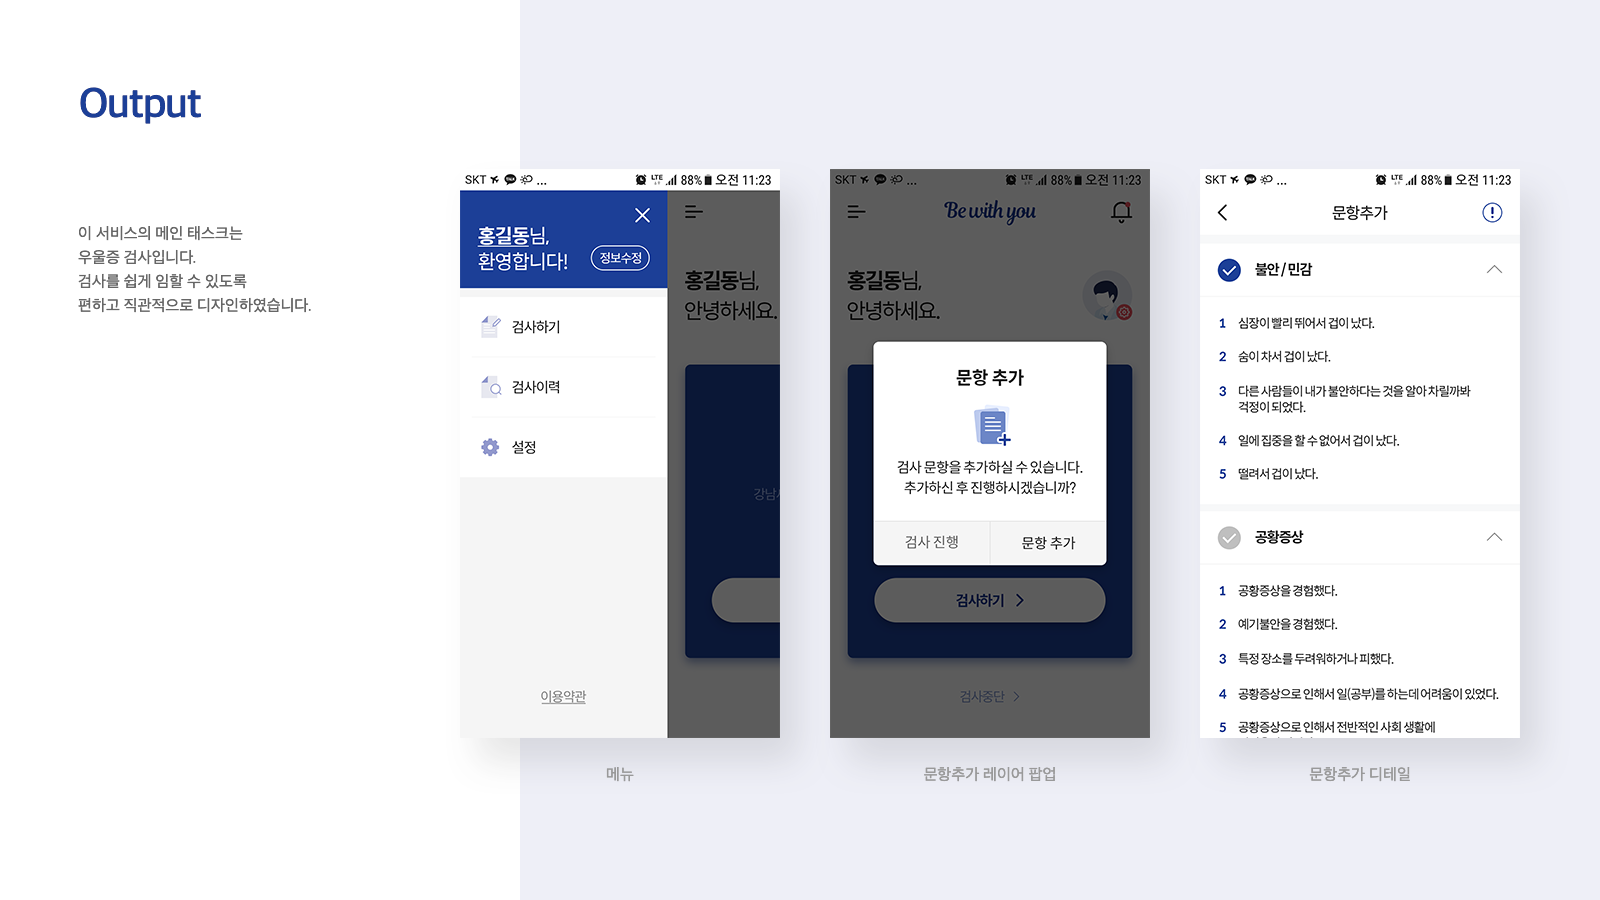 Output
이 서비스의 메인 태스크는
우울증 검사입니다.
검사를 쉽게 임할 수 있도록
편하고 직관적으로 디자인하였습니다.
SKT ... LTE 88% 오전 11:23
홍길동님,
환영합니다!
정보수정
검사하기
검사이력
설정
이용약관
홍길동님,
안녕하세요.
메뉴
SKT ... LTE 88% 오전 11:23
Be with you
홍길동님,
안녕하세요.
문항 추가
검사 문항을 추가하실 수 있습니다.
추가하신 후 진행하시겠습니까?
검사 진행
문항 추가
검사하기
검사중단
문항추가 레이어 팝업
SKT ... LTE 88% 오전 11:23
문항추가
불안 / 민감
1 심장이 빨리 뛰어서 겁이 났다.
2 숨이 차서 겁이 났다.
3 다른 사람들이 내가 불안하다는 것을 알아 차릴까봐
걱정이 되었다.
4 일에 집중을 할 수 없어서 겁이 났다.
5 떨려서 겁이 났다.
공황증상
1 공황증상을 경험했다.
2 예기불안을 경험했다.
3 특정 장소를 두려워하거나 피했다.
4 공황증상으로 인해서 일(공부)를 하는데 어려움이 있었다.
5 공황증상으로 인해서 전반적인 사회 생활에
문항추가 디테일